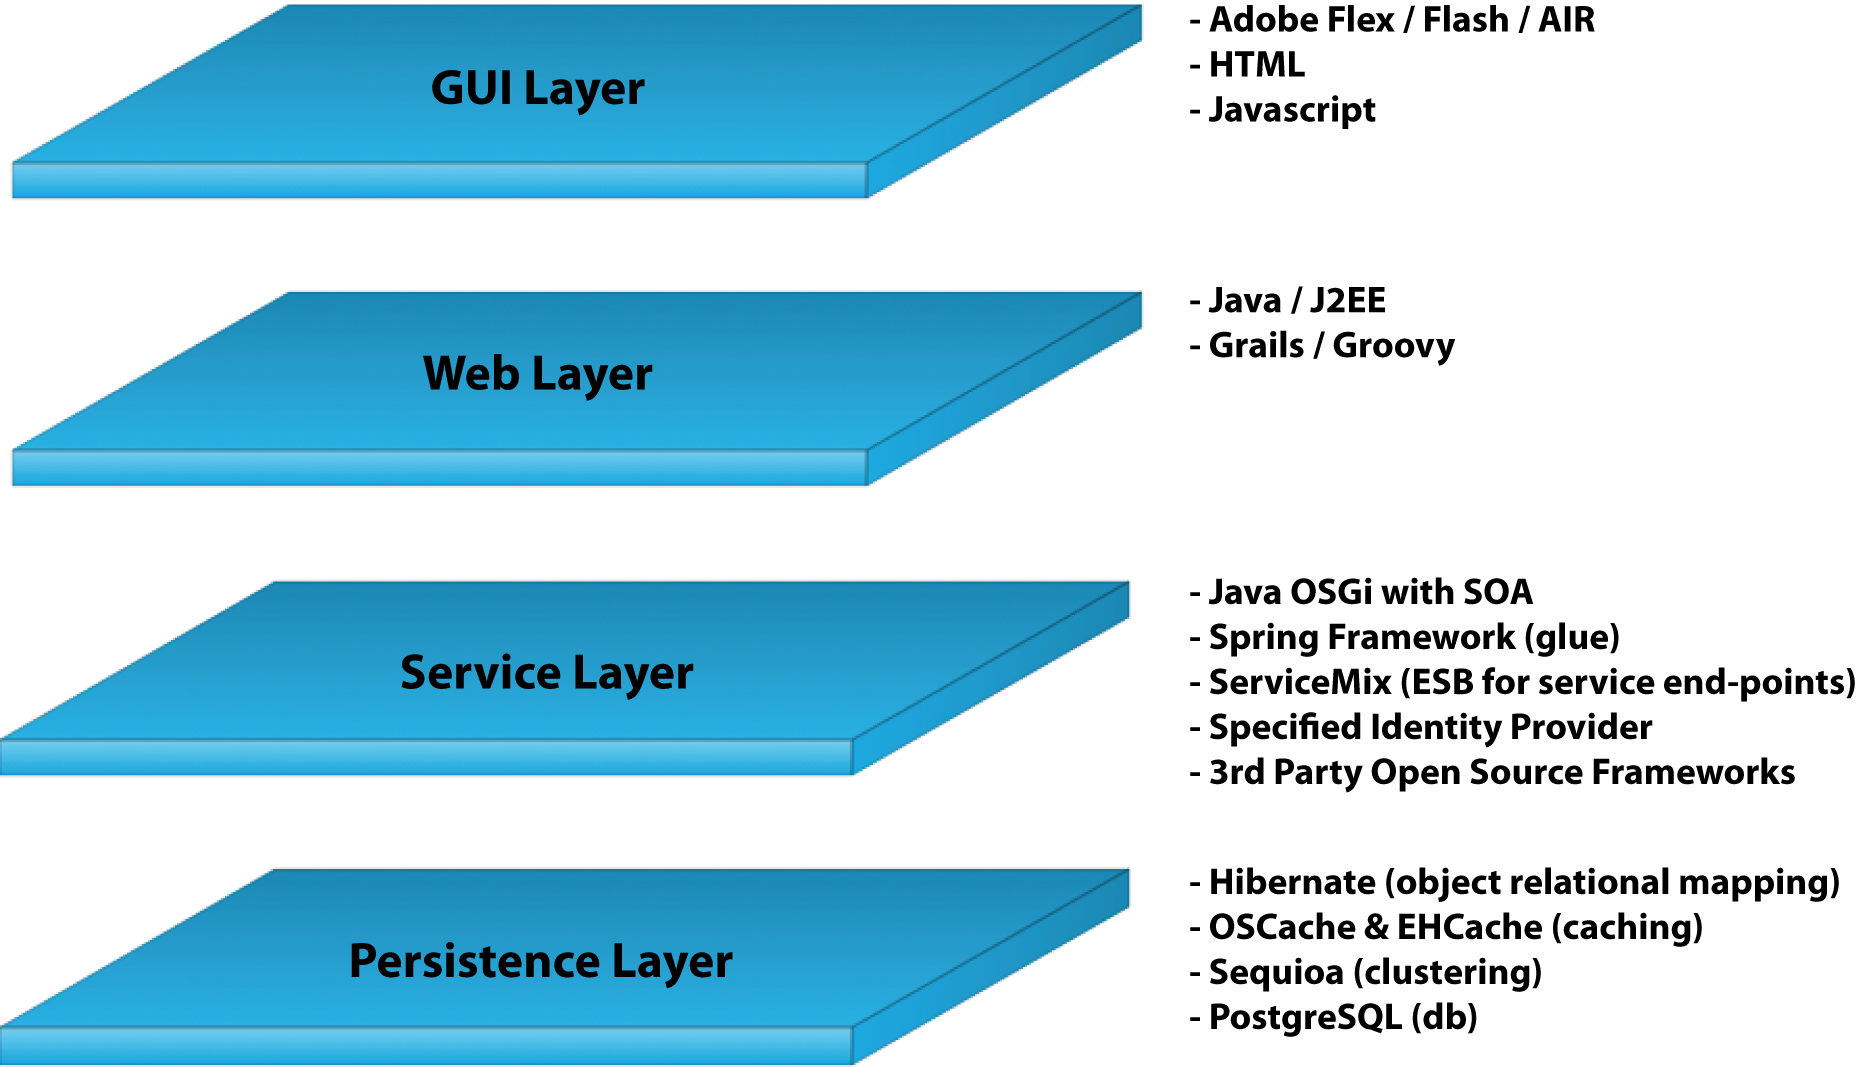 GUI Layer
- Adobe Flex / Flash / AIR
- HTML
- Javascript
Web Layer
- Java / J2EE
- Grails / Groovy
Service Layer
- Java OSGi with SOA
- Spring Framework (glue)
- ServiceMix (ESB for service end-points)
- Specified Identity Provider
- 3rd Party Open Source Frameworks
Persistence Layer
- Hibernate (object relational mapping)
- OSCache & EHCache (caching)
- Sequioa (clustering)
- PostgreSQL (db)